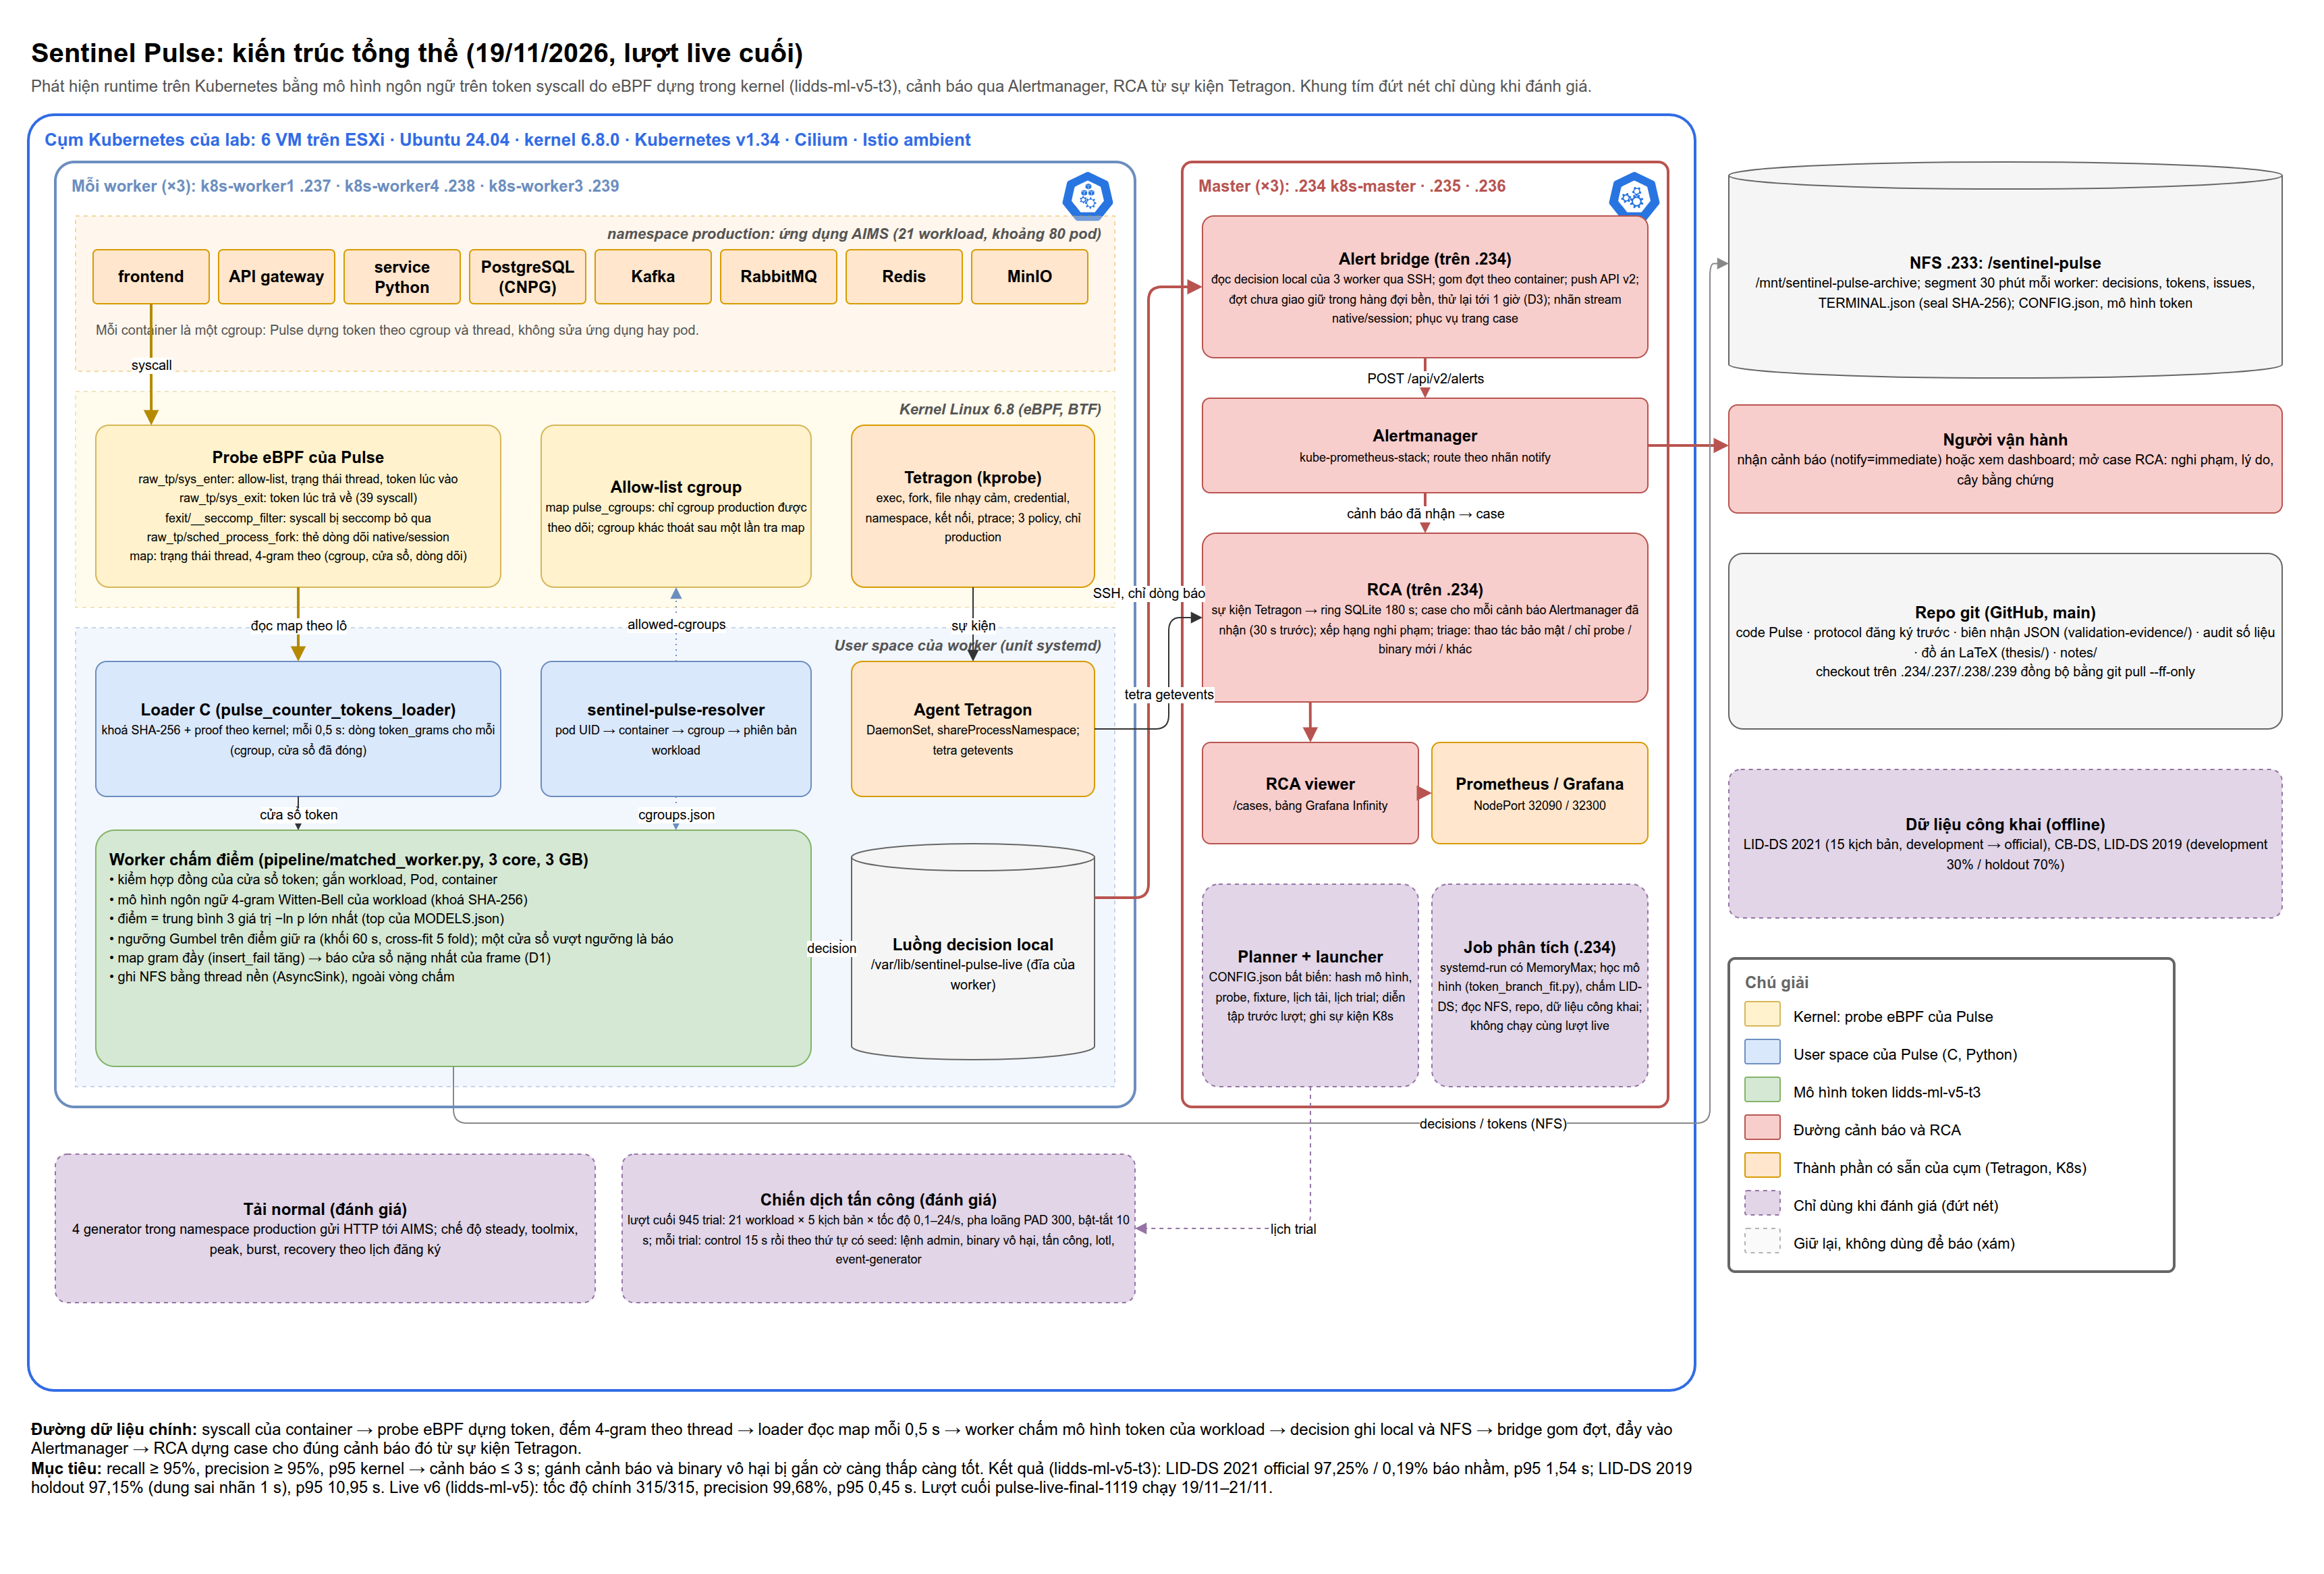 Sentinel Pulse: kiến trúc tổng thể (19/11/2026, lượt live cuối)
Phát hiện runtime trên Kubernetes bằng mô hình ngôn ngữ trên token syscall do eBPF dựng trong kernel (lidds-ml-v5-t3), cảnh báo qua Alertmanager, RCA từ sự kiện Tetragon. Khung tím đứt nét chỉ dùng khi đánh giá.
Cụm Kubernetes của lab: 6 VM trên ESXi · Ubuntu 24.04 · kernel 6.8.0 · Kubernetes v1.34 · Cilium · Istio ambient
Mỗi worker (×3): k8s-worker1 .237 · k8s-worker4 .238 · k8s-worker3 .239
namespace production: ứng dụng AIMS (21 workload, khoảng 80 pod)
frontend
API gateway
service
Python
PostgreSQL
(CNPG)
Kafka
RabbitMQ
Redis
MinIO
Mỗi container là một cgroup: Pulse dựng token theo cgroup và thread, không sửa ứng dụng hay pod.
syscall
Kernel Linux 6.8 (eBPF, BTF)
Probe eBPF của Pulse
raw_tp/sys_enter: allow-list, trạng thái thread, token lúc vào
raw_tp/sys_exit: token lúc trả về (39 syscall)
fexit/__seccomp_filter: syscall bị seccomp bỏ qua
raw_tp/sched_process_fork: thẻ dòng dõi native/session
map: trạng thái thread, 4-gram theo (cgroup, cửa sổ, dòng dõi)
Allow-list cgroup
map pulse_cgroups: chỉ cgroup production được
theo dõi; cgroup khác thoát sau một lần tra map
Tetragon (kprobe)
exec, fork, file nhạy cảm, credential,
namespace, kết nối, ptrace; 3 policy, chỉ
production
đọc map theo lô
allowed-cgroups
sự kiện
User space của worker (unit systemd)
Loader C (pulse_counter_tokens_loader)
khoá SHA-256 + proof theo kernel; mỗi 0,5 s: dòng token_grams cho mỗi
(cgroup, cửa sổ đã đóng)
sentinel-pulse-resolver
pod UID → container → cgroup → phiên bản
workload
Agent Tetragon
DaemonSet, shareProcessNamespace;
tetra getevents
cửa sổ token
cgroups.json
Worker chấm điểm (pipeline/matched_worker.py, 3 core, 3 GB)
• kiểm hợp đồng của cửa sổ token; gắn workload, Pod, container
• mô hình ngôn ngữ 4-gram Witten-Bell của workload (khoá SHA-256)
• điểm = trung bình 3 giá trị −ln p lớn nhất (top của MODELS.json)
• ngưỡng Gumbel trên điểm giữ ra (khối 60 s, cross-fit 5 fold); một cửa sổ vượt ngưỡng là báo
• map gram đầy (insert_fail tăng) → báo cửa sổ nặng nhất của frame (D1)
• ghi NFS bằng thread nền (AsyncSink), ngoài vòng chấm
decision
Luồng decision local
/var/lib/sentinel-pulse-live (đĩa của
worker)
Master (×3): .234 k8s-master · .235 · .236
Alert bridge (trên .234)
đọc decision local của 3 worker qua SSH; gom đợt theo container; push API v2;
đợt chưa giao giữ trong hàng đợi bền, thử lại tới 1 giờ (D3); nhãn stream
native/session; phục vụ trang case
POST /api/v2/alerts
Alertmanager
kube-prometheus-stack; route theo nhãn notify
cảnh báo đã nhận → case
SSH, chỉ dòng báo
RCA (trên .234)
sự kiện Tetragon → ring SQLite 180 s; case cho mỗi cảnh báo Alertmanager đã
nhận (30 s trước); xếp hạng nghi phạm; triage: thao tác bảo mật / chỉ probe /
binary mới / khác
tetra getevents
RCA viewer
/cases, bảng Grafana Infinity
Prometheus / Grafana
NodePort 32090 / 32300
Planner + launcher
CONFIG.json bất biến: hash mô hình,
probe, fixture, lịch tải, lịch trial; diễn
tập trước lượt; ghi sự kiện K8s
Job phân tích (.234)
systemd-run có MemoryMax; học mô
hình (token_branch_fit.py), chấm LID-
DS; đọc NFS, repo, dữ liệu công khai;
không chạy cùng lượt live
decisions / tokens (NFS)
Tải normal (đánh giá)
4 generator trong namespace production gửi HTTP tới AIMS; chế độ steady, toolmix,
peak, burst, recovery theo lịch đăng ký
Chiến dịch tấn công (đánh giá)
lượt cuối 945 trial: 21 workload × 5 kịch bản × tốc độ 0,1–24/s, pha loãng PAD 300, bật-tắt 10
s; mỗi trial: control 15 s rồi theo thứ tự có seed: lệnh admin, binary vô hại, tấn công, lotl,
event-generator
lịch trial
NFS .233: /sentinel-pulse
/mnt/sentinel-pulse-archive; segment 30 phút mỗi worker: decisions, tokens, issues,
TERMINAL.json (seal SHA-256); CONFIG.json, mô hình token
Người vận hành
nhận cảnh báo (notify=immediate) hoặc xem dashboard; mở case RCA: nghi phạm, lý do,
cây bằng chứng
Repo git (GitHub, main)
code Pulse · protocol đăng ký trước · biên nhận JSON (validation-evidence/) · audit số liệu
· đồ án LaTeX (thesis/) · notes/
checkout trên .234/.237/.238/.239 đồng bộ bằng git pull --ff-only
Dữ liệu công khai (offline)
LID-DS 2021 (15 kịch bản, development → official), CB-DS, LID-DS 2019 (development
30% / holdout 70%)
Chú giải
Kernel: probe eBPF của Pulse
User space của Pulse (C, Python)
Mô hình token lidds-ml-v5-t3
Đường cảnh báo và RCA
Thành phần có sẵn của cụm (Tetragon, K8s)
Chỉ dùng khi đánh giá (đứt nét)
Giữ lại, không dùng để báo (xám)
Đường dữ liệu chính: syscall của container → probe eBPF dựng token, đếm 4-gram theo thread → loader đọc map mỗi 0,5 s → worker chấm mô hình token của workload → decision ghi local và NFS → bridge gom đợt, đẩy vào
Alertmanager → RCA dựng case cho đúng cảnh báo đó từ sự kiện Tetragon.
Mục tiêu: recall ≥ 95%, precision ≥ 95%, p95 kernel → cảnh báo ≤ 3 s; gánh cảnh báo và binary vô hại bị gắn cờ càng thấp càng tốt. Kết quả (lidds-ml-v5-t3): LID-DS 2021 official 97,25% / 0,19% báo nhầm, p95 1,54 s; LID-DS 2019
holdout 97,15% (dung sai nhãn 1 s), p95 10,95 s. Live v6 (lidds-ml-v5): tốc độ chính 315/315, precision 99,68%, p95 0,45 s. Lượt cuối pulse-live-final-1119 chạy 19/11–21/11.